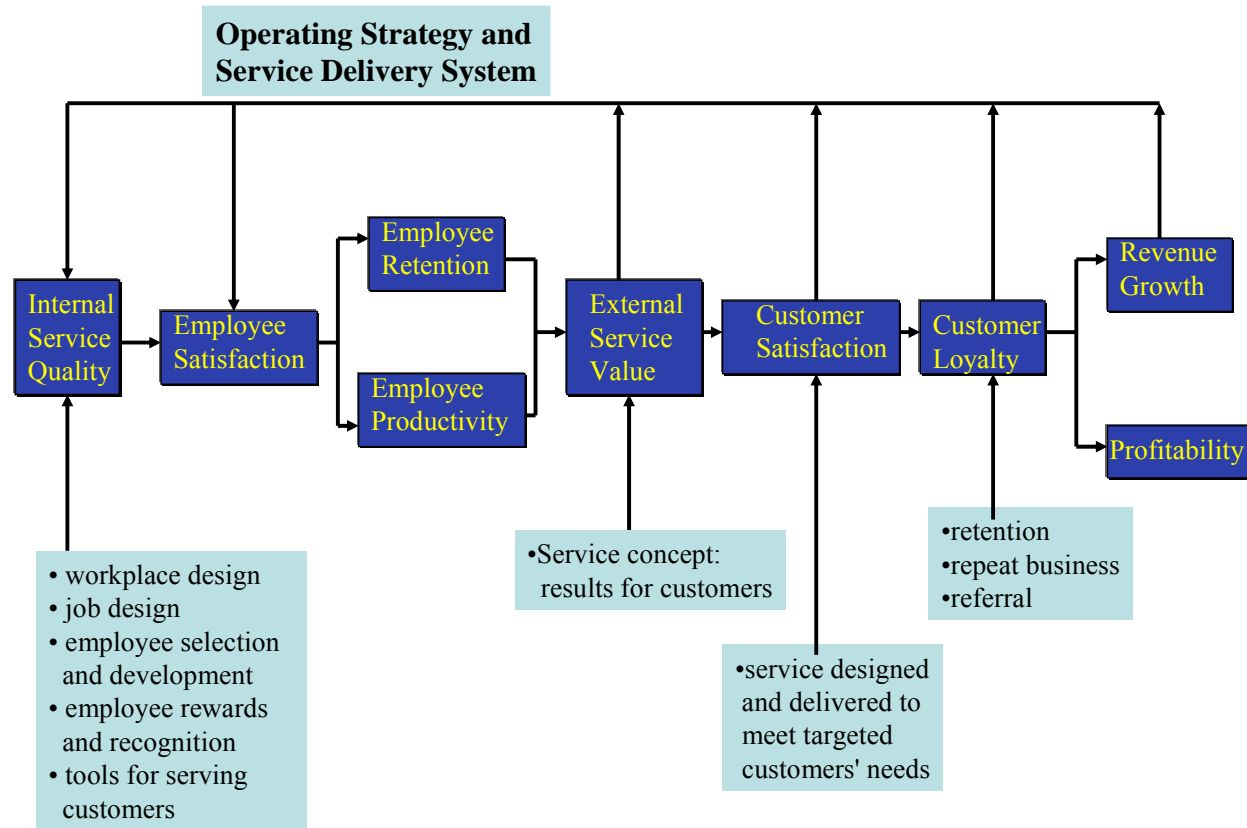 Operating Strategy and
Service Delivery System
Internal
Service
Quality
Employee
Satisfaction
Employee
Retention
Employee
Productivity
External
Service
Value
Customer
Satisfaction
Customer
Loyalty
Revenue
Growth
Profitability
• workplace design
• job design
• employee selection
and development
• employee rewards
and recognition
• tools for serving
customers
•Service concept:
results for customers
•service designed
and delivered to
meet targeted
customers' needs
•retention
•repeat business
•referral